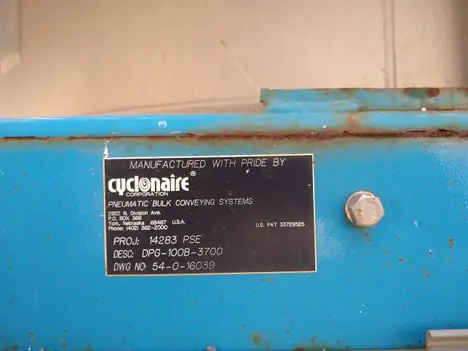 MANUFACTURED WITH PRIDE BY
cyclonaire®
CORPORATION
PNEUMATIC BULK CONVEYING SYSTEMS
2922 N. Division Ave.
P.O. BOX 366
York, Nebraska 68467 U.S.A.
Phone: (402) 362-2000
U.S. PAT 33729525
PROJ: 14283 PSE
DESC: DPG-100B-3700
DWG NO: 54-0-16039